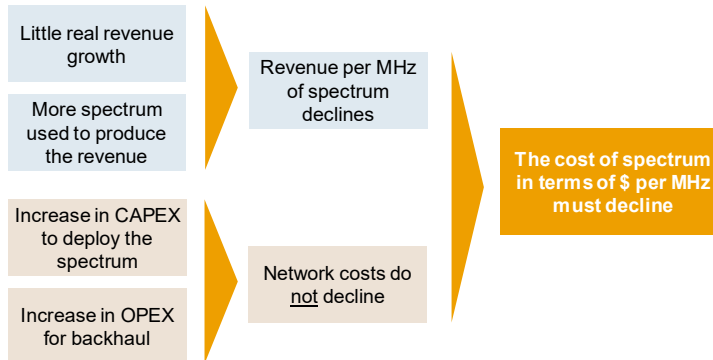 Little real revenue
growth
More spectrum
used to produce
the revenue
Revenue per MHz
of spectrum
declines
Increase in CAPEX
to deploy the
spectrum
Increase in OPEX
for backhaul
Network costs do
not decline
The cost of spectrum
in terms of $ per MHz
must decline